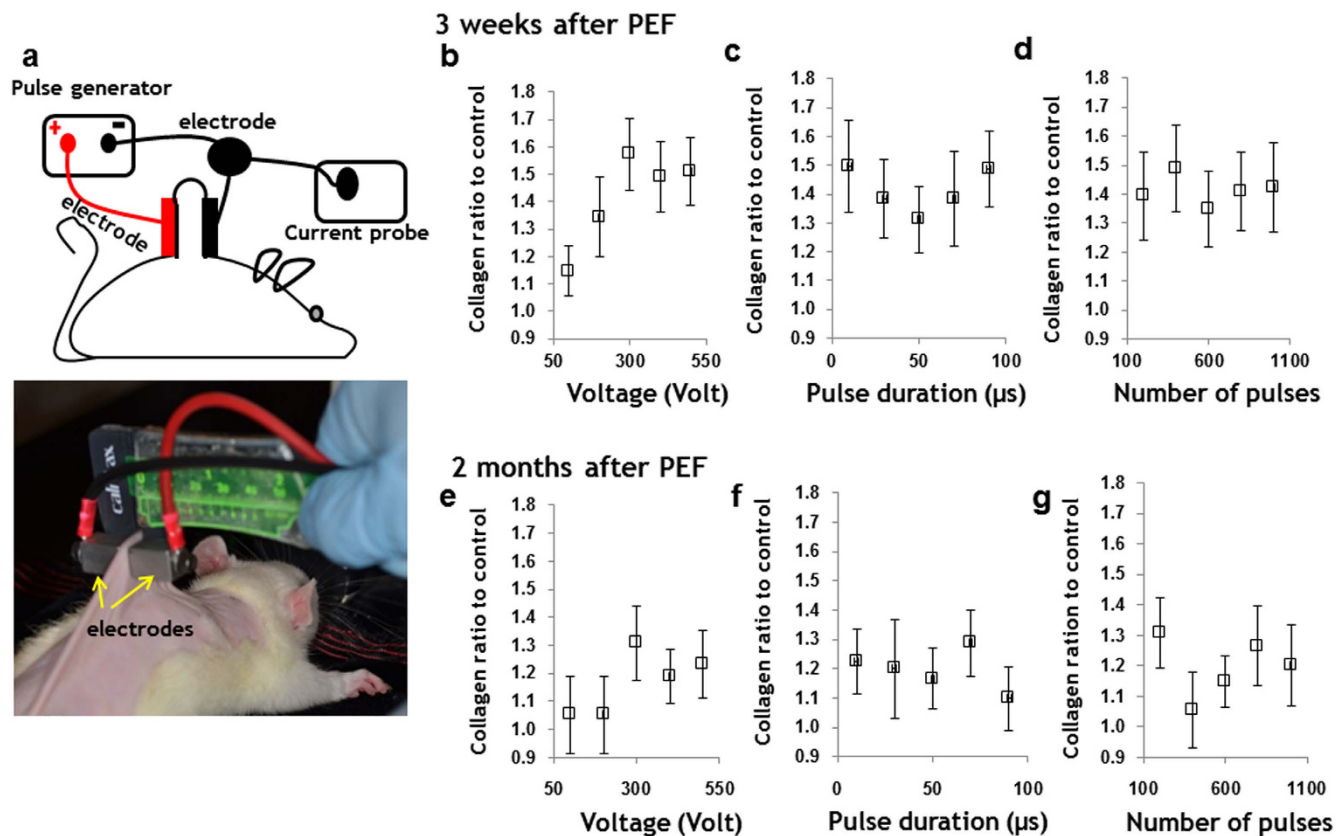 3 weeks after PEF
a
Pulse generator
+
-
electrode
electrode
Current probe
electrodes
b
Collagen ratio to control
1.8
1.7
1.6
1.5
1.4
1.3
1.2
1.1
1.0
0.9
50 300 550
Voltage (Volt)
c
Collagen ratio to control
1.8
1.7
1.6
1.5
1.4
1.3
1.2
1.1
1.0
0.9
0 50 100
Pulse duration (µs)
d
Collagen ratio to control
1.8
1.7
1.6
1.5
1.4
1.3
1.2
1.1
1.0
0.9
100 600 1100
Number of pulses
2 months after PEF
e
Collagen ratio to control
1.8
1.7
1.6
1.5
1.4
1.3
1.2
1.1
1.0
0.9
50 300 550
Voltage (Volt)
f
Collagen ratio to control
1.8
1.7
1.6
1.5
1.4
1.3
1.2
1.1
1.0
0.9
0 50 100
Pulse duration (µs)
g
Collagen ration to control
1.8
1.7
1.6
1.5
1.4
1.3
1.2
1.1
1.0
0.9
100 600 1100
Number of pulses